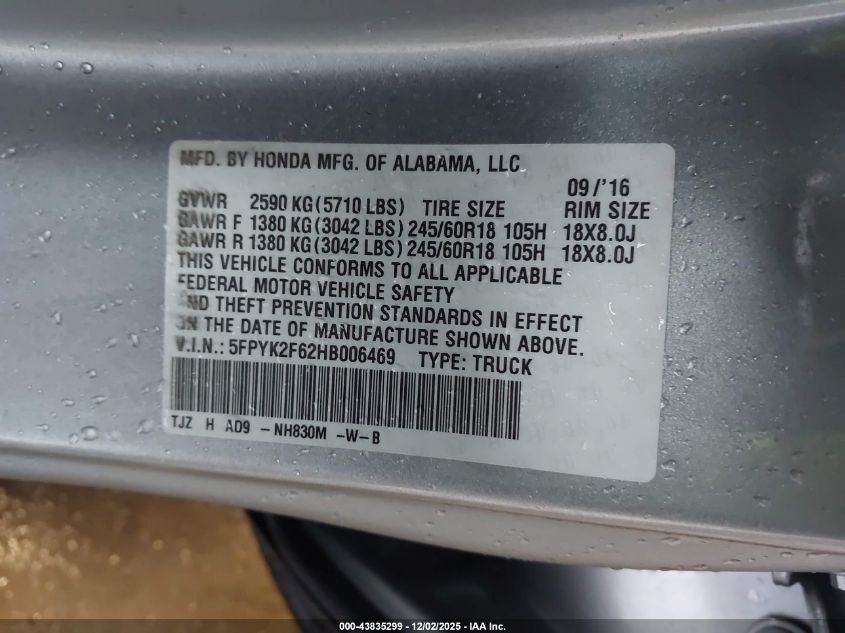 MFD. BY HONDA MFG. OF ALABAMA, LLC
09/'16
GVWR 2590 KG (5710 LBS) TIRE SIZE RIM SIZE
GAWR F 1380 KG (3042 LBS) 245/60R18 105H 18X8.0J
GAWR R 1380 KG (3042 LBS) 245/60R18 105H 18X8.0J
THIS VEHICLE CONFORMS TO ALL APPLICABLE
FEDERAL MOTOR VEHICLE SAFETY
AND THEFT PREVENTION STANDARDS IN EFFECT
ON THE DATE OF MANUFACTURE SHOWN ABOVE.
V.I.N.: 5FPYK2F62HB006469 TYPE: TRUCK
TJZ H AD9 -NH830M -W-B
000-43835299 - 12/02/2025 - IAA Inc.